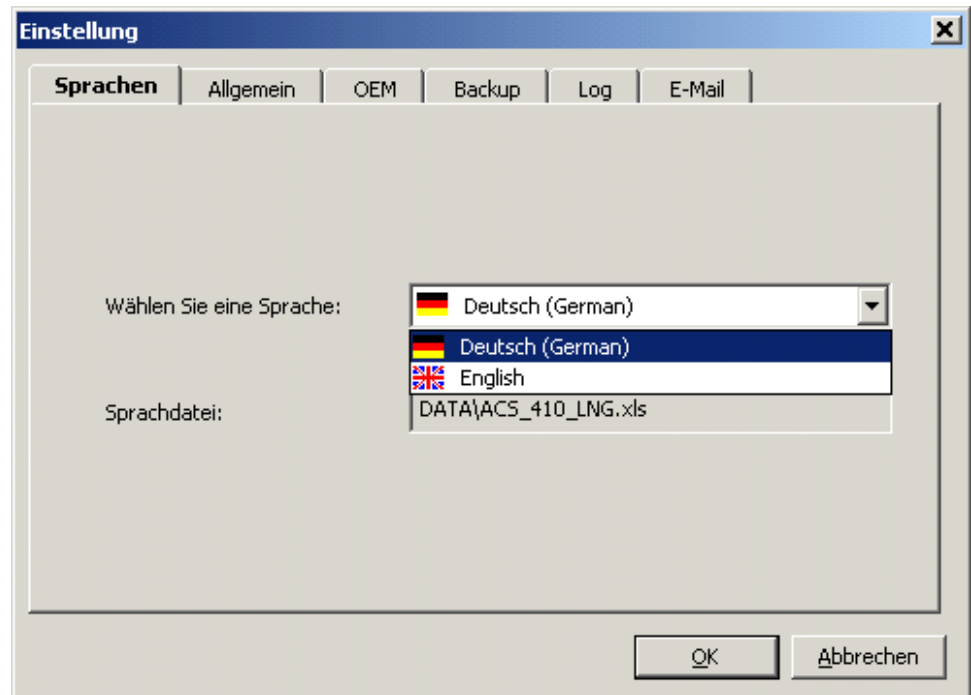 Einstellung
Sprachen Allgemein OEM Backup Log E-Mail
Wählen Sie eine Sprache: Deutsch (German)
Deutsch (German)
English
Sprachdatei: DATA\ACS_410_LNG.xls
OK Abbrechen